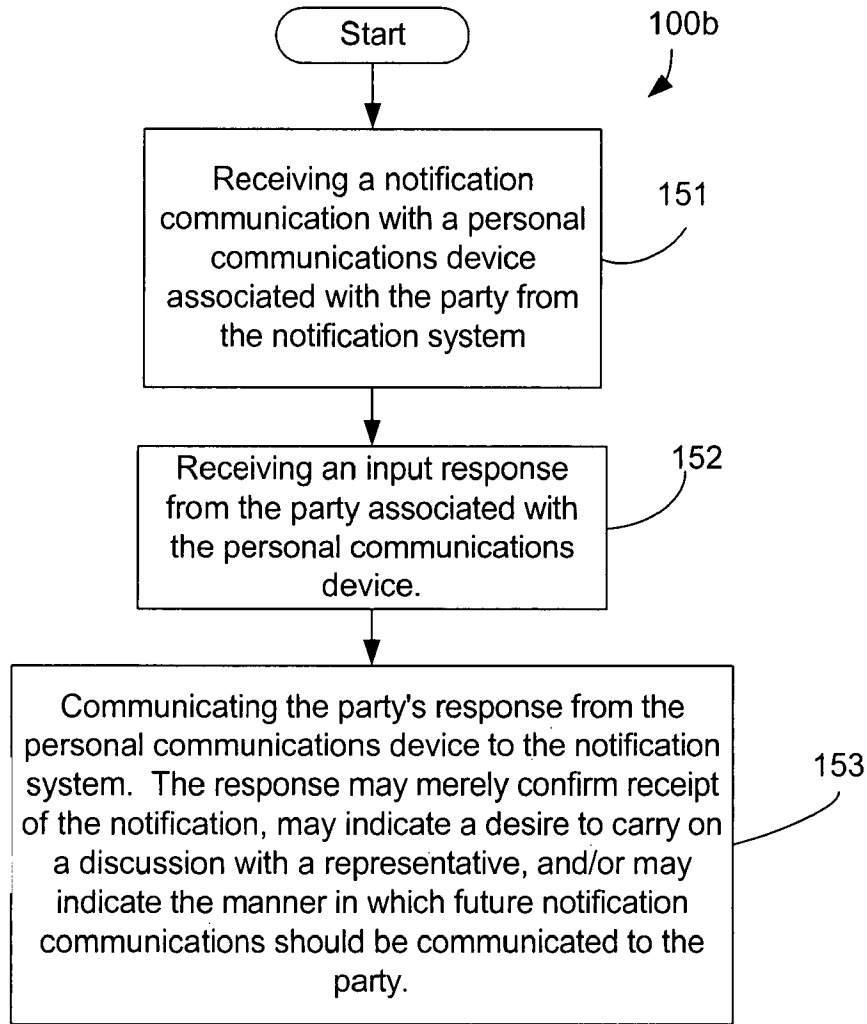 Start
100b
Receiving a notification
communication with a personal
communications device
associated with the party from
the notification system
151
Receiving an input response
from the party associated with
the personal communications
device.
152
Communicating the party's response from the
personal communications device to the notification
system. The response may merely confirm receipt
of the notification, may indicate a desire to carry on
a discussion with a representative, and/or may
indicate the manner in which future notification
communications should be communicated to the
party.
153